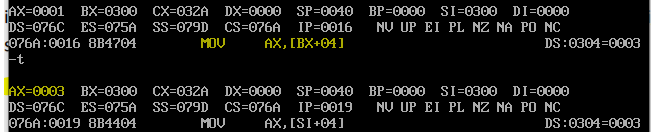 AX=0001 BX=0300 CX=032A DX=0000 SP=0040 BP=0000 SI=0300 DI=0000
DS=076C ES=075A SS=079D CS=076A IP=0016 NV UP EI PL NZ NA PO NC
076A:0016 8B4704 MOV AX,[BX+04] DS:0304=0003
-t
AX=0003 BX=0300 CX=032A DX=0000 SP=0040 BP=0000 SI=0300 DI=0000
DS=076C ES=075A SS=079D CS=076A IP=0019 NV UP EI PL NZ NA PO NC
076A:0019 8B4404 MOV AX,[SI+04] DS:0304=0003